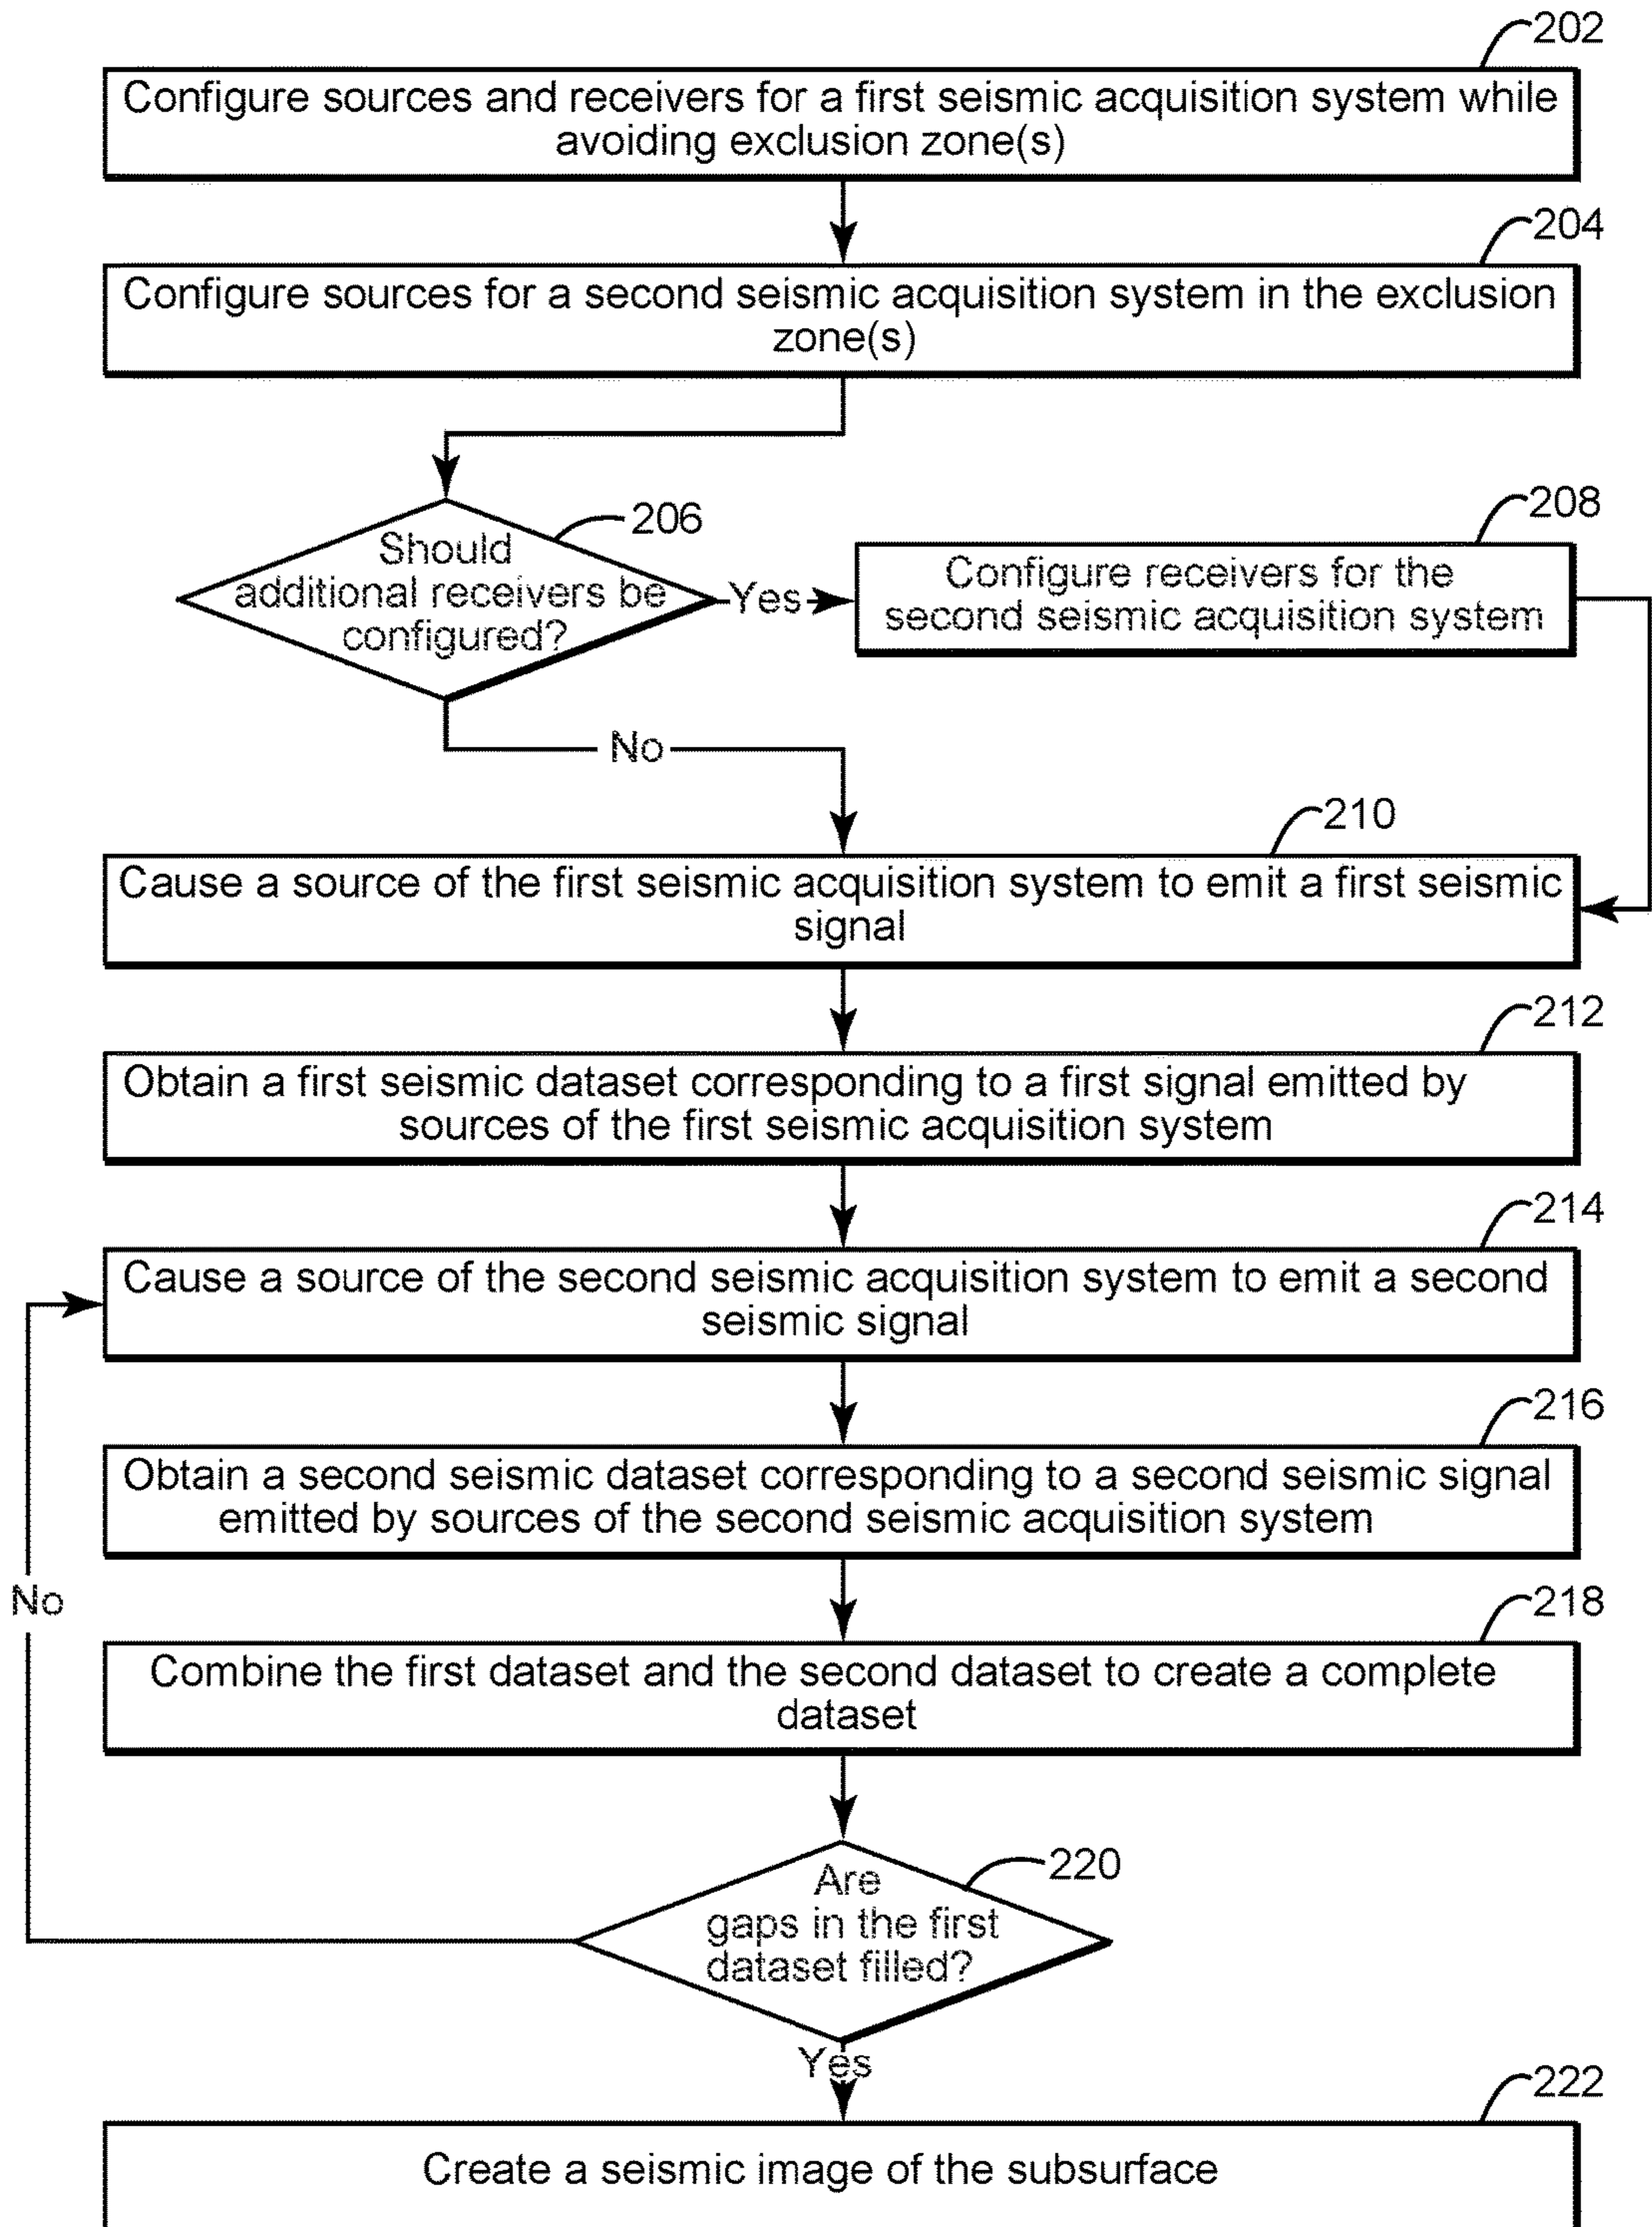 202
Configure sources and receivers for a first seismic acquisition system while
avoiding exclusion zone(s)
204
Configure sources for a second seismic acquisition system in the exclusion
zone(s)
206
Should
additional receivers be
configured?
Yes
208
Configure receivers for the
second seismic acquisition system
No
210
Cause a source of the first seismic acquisition system to emit a first seismic
signal
212
Obtain a first seismic dataset corresponding to a first signal emitted by
sources of the first seismic acquisition system
214
Cause a source of the second seismic acquisition system to emit a second
seismic signal
216
Obtain a second seismic dataset corresponding to a second seismic signal
emitted by sources of the second seismic acquisition system
No
218
Combine the first dataset and the second dataset to create a complete
dataset
220
Are
gaps in the first
dataset filled?
Yes
222
Create a seismic image of the subsurface